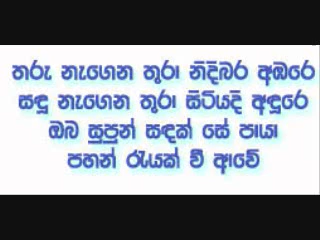 තරු නැගෙන තුරා නිදිබර අඹරේ
සඳූ නැගෙන තුරා සිටියදි අඳූරේ
ඔබ සුපුන් සඳක් සේ පායා
පහන් රැයක් වී ආවේ